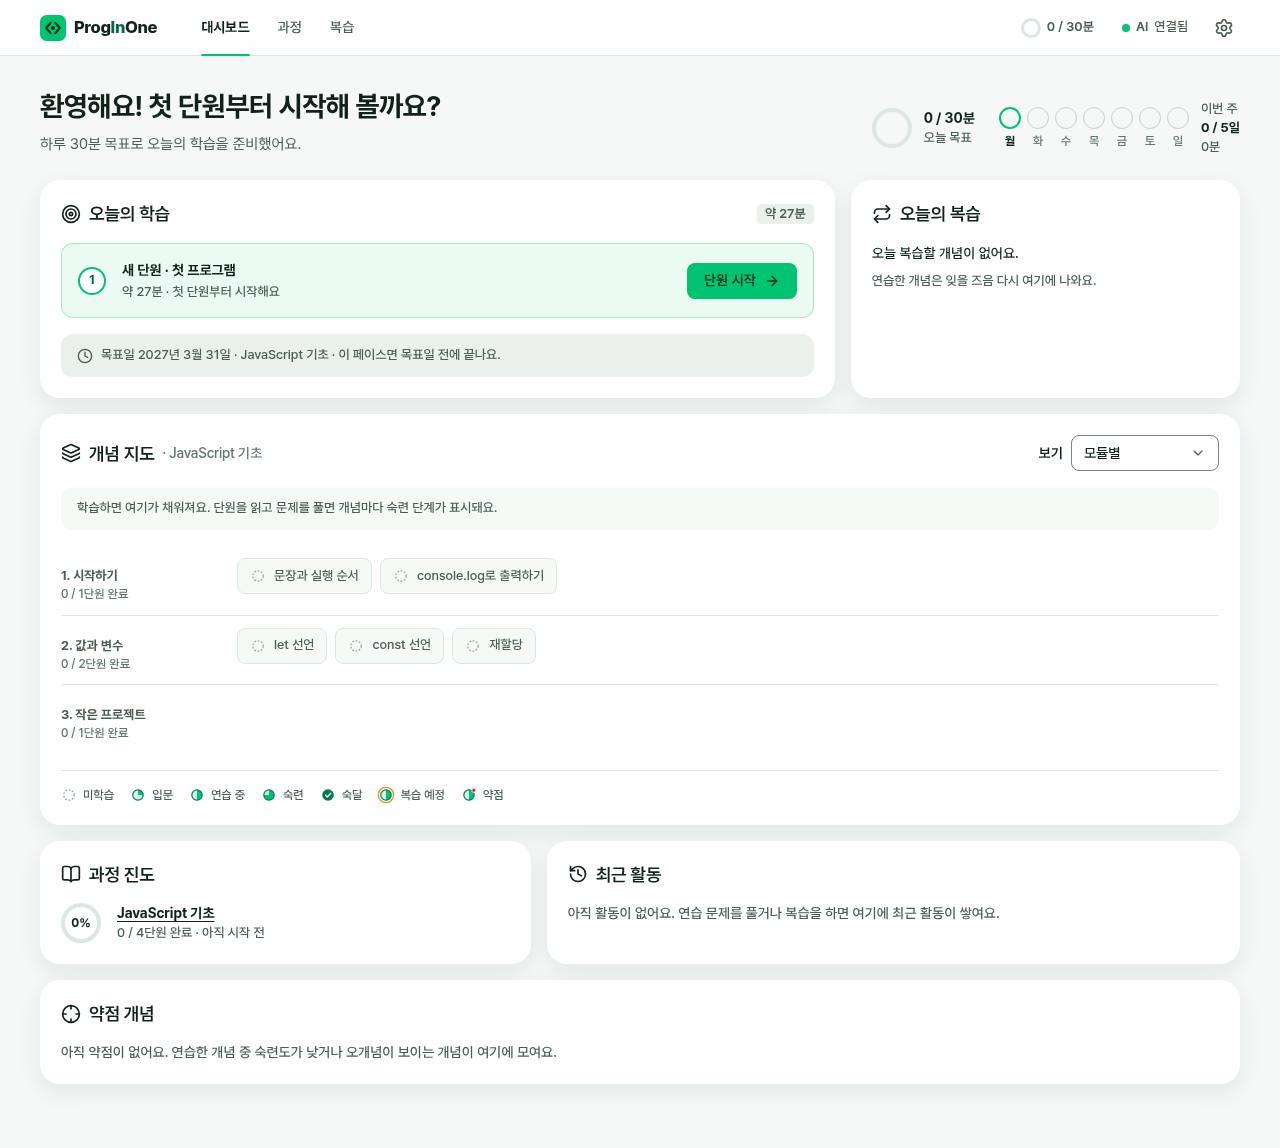 ProgInOne
대시보드
과정
복습
0 / 30분
AI 연결됨
환영해요! 첫 단원부터 시작해 볼까요?
하루 30분 목표로 오늘의 학습을 준비했어요.
0 / 30분
오늘 목표
월 화 수 목 금 토 일
이번 주
0 / 5일
0분
오늘의 학습
약 27분
1
새 단원 · 첫 프로그램
약 27분 · 첫 단원부터 시작해요
단원 시작
목표일 2027년 3월 31일 · JavaScript 기초 · 이 페이스면 목표일 전에 끝나요.
오늘의 복습
오늘 복습할 개념이 없어요.
연습한 개념은 잊을 즈음 다시 여기에 나와요.
개념 지도 · JavaScript 기초
보기
모듈별
학습하면 여기가 채워져요. 단원을 읽고 문제를 풀면 개념마다 숙련 단계가 표시돼요.
1. 시작하기
0 / 1단원 완료
문장과 실행 순서
console.log로 출력하기
2. 값과 변수
0 / 2단원 완료
let 선언
const 선언
재할당
3. 작은 프로젝트
0 / 1단원 완료
미학습 입문 연습 중 숙련 숙달 복습 예정 약점
과정 진도
0%
JavaScript 기초
0 / 4단원 완료 · 아직 시작 전
최근 활동
아직 활동이 없어요. 연습 문제를 풀거나 복습을 하면 여기에 최근 활동이 쌓여요.
약점 개념
아직 약점이 없어요. 연습한 개념 중 숙련도가 낮거나 오개념이 보이는 개념이 여기에 모여요.